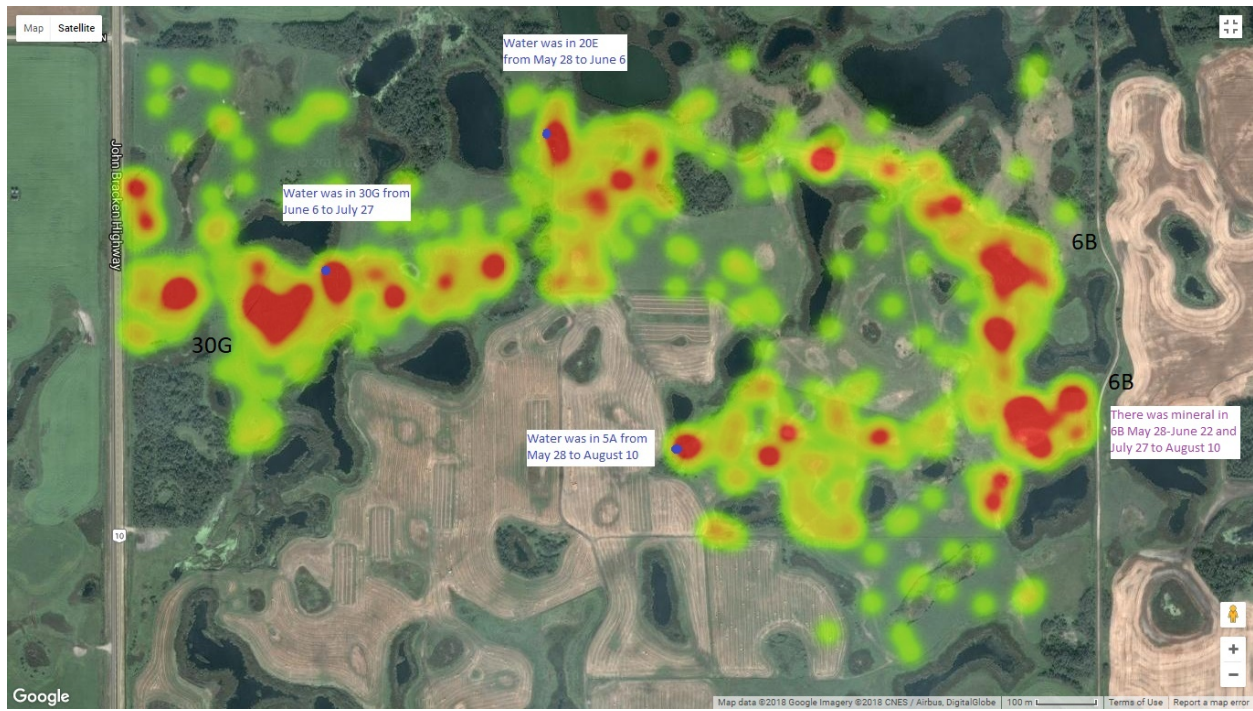 Map Satellite
N
Water was in 20E
from May 28 to June 6
John Bracken Highway
Water was in 30G from
June 6 to July 27
6B
30G
6B
There was mineral in
6B May 28-June 22 and
July 27 to August 10
Water was in 5A from
May 28 to August 10
10
Google
Map data ©2018 Google Imagery ©2018 CNES / Airbus, DigitalGlobe 100 m Terms of Use Report a map error